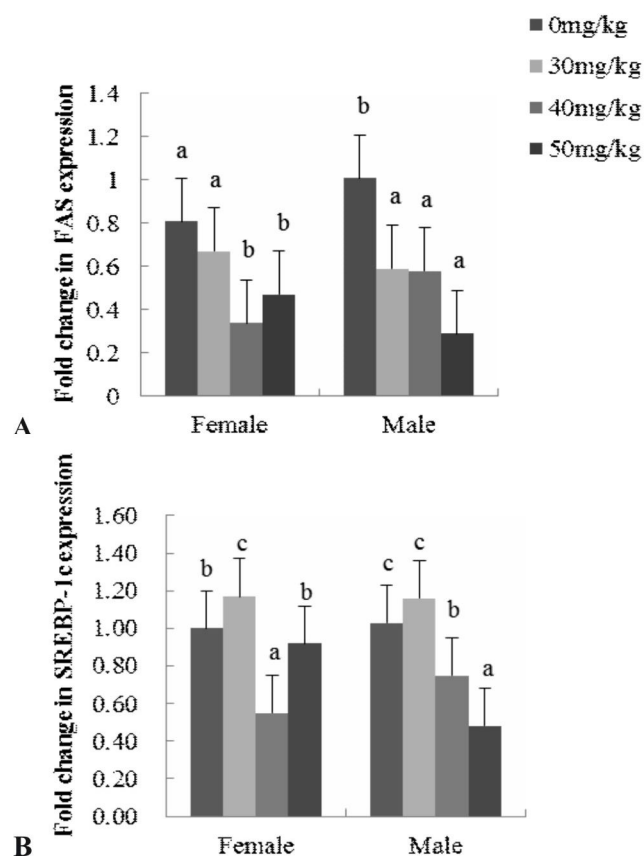 0mg/kg
30mg/kg
40mg/kg
50mg/kg
Fold change in FAS expression
1.4
1.2
1
0.8
0.6
0.4
0.2
0
a
a
b
b
b
a
a
a
Female
Male
A
Fold change in SREBP-1c expression
1.60
1.40
1.20
1.00
0.80
0.60
0.40
0.20
0.00
b
c
a
b
c
c
b
a
Female
Male
B